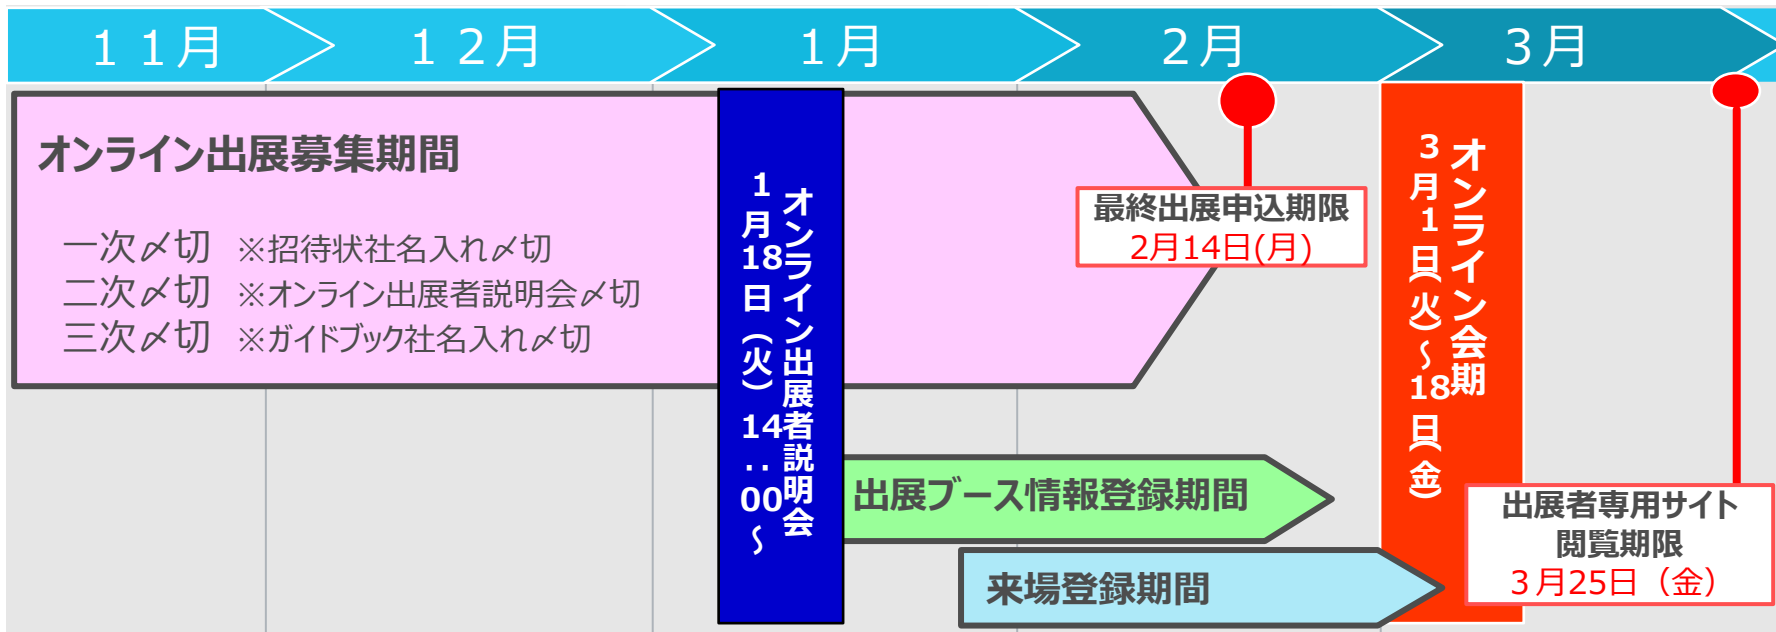 １１月
１２月
１月
２月
３月
オンライン出展募集期間
一次〆切 ※招待状社名入れ〆切
二次〆切 ※オンライン出展者説明会〆切
三次〆切 ※ガイドブック社名入れ〆切
オンライン出展者説明会
1月18日（火）14：00～
最終出展申込期限
2月14日(月)
オンライン会期
3月1日(火)～18日(金)
出展ブース情報登録期間
来場登録期間
出展者専用サイト
閲覧期限
３月25日（金）